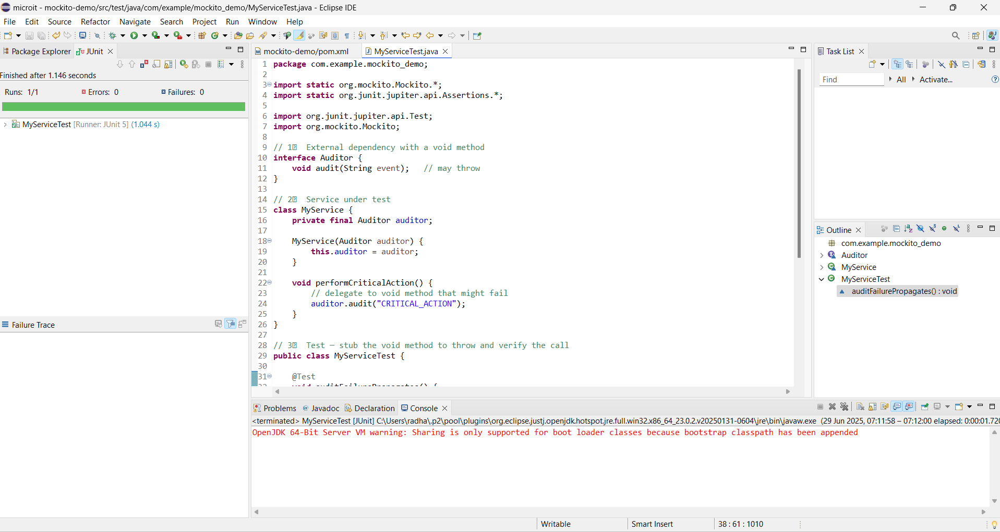 microit - mockito-demo/src/test/java/com/example/mockito_demo/MyServiceTest.java - Eclipse IDE
File Edit Source Refactor Navigate Search Project Run Window Help
Package Explorer JUnit
Finished after 1.146 seconds
Runs: 1/1 Errors: 0 Failures: 0
MyServiceTest [Runner: JUnit 5] (1.044 s)
Failure Trace
mockito-demo/pom.xml MyServiceTest.java
1 package com.example.mockito_demo;
2
3 import static org.mockito.Mockito.*;
4 import static org.junit.jupiter.api.Assertions.*;
5
6 import org.junit.jupiter.api.Test;
7 import org.mockito.Mockito;
8
9 // 1 External dependency with a void method
10 interface Auditor {
11 void audit(String event); // may throw
12 }
13
14 // 2 Service under test
15 class MyService {
16 private final Auditor auditor;
17
18 MyService(Auditor auditor) {
19 this.auditor = auditor;
20 }
21
22 void performCriticalAction() {
23 // delegate to void method that might fail
24 auditor.audit("CRITICAL_ACTION");
25 }
26 }
27
28 // 3 Test – stub the void method to throw and verify the call
29 public class MyServiceTest {
30
31 @Test
32 void auditFailurePropagates() {
Problems Javadoc Declaration Console
<terminated> MyServiceTest [JUnit] C:\Users\radha\.p2\pool\plugins\org.eclipse.justj.openjdk.hotspot.jre.full.win32.x86_64_23.0.2.v20250131-0604\jre\bin\javaw.exe (29 Jun 2025, 07:11:58 – 07:12:00 elapsed: 0:00:01.720
OpenJDK 64-Bit Server VM warning: Sharing is only supported for boot loader classes because bootstrap classpath has been appended
Task List
Find All Activate...
Outline
com.example.mockito_demo
Auditor
MyService
MyServiceTest
auditFailurePropagates() : void
Writable Smart Insert 38 : 61 : 1010